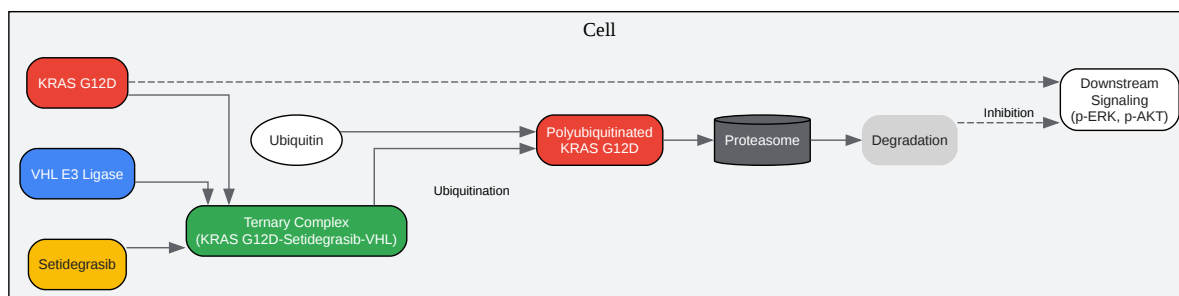 Cell
KRAS G12D
Downstream
Signaling
(p-ERK, p-AKT)
Inhibition
Ubiquitin
Polyubiquitinated
KRAS G12D
Proteasome
Degradation
VHL E3 Ligase
Ubiquitination
Ternary Complex
(KRAS G12D-Setidegrasib-VHL)
Setidegrasib